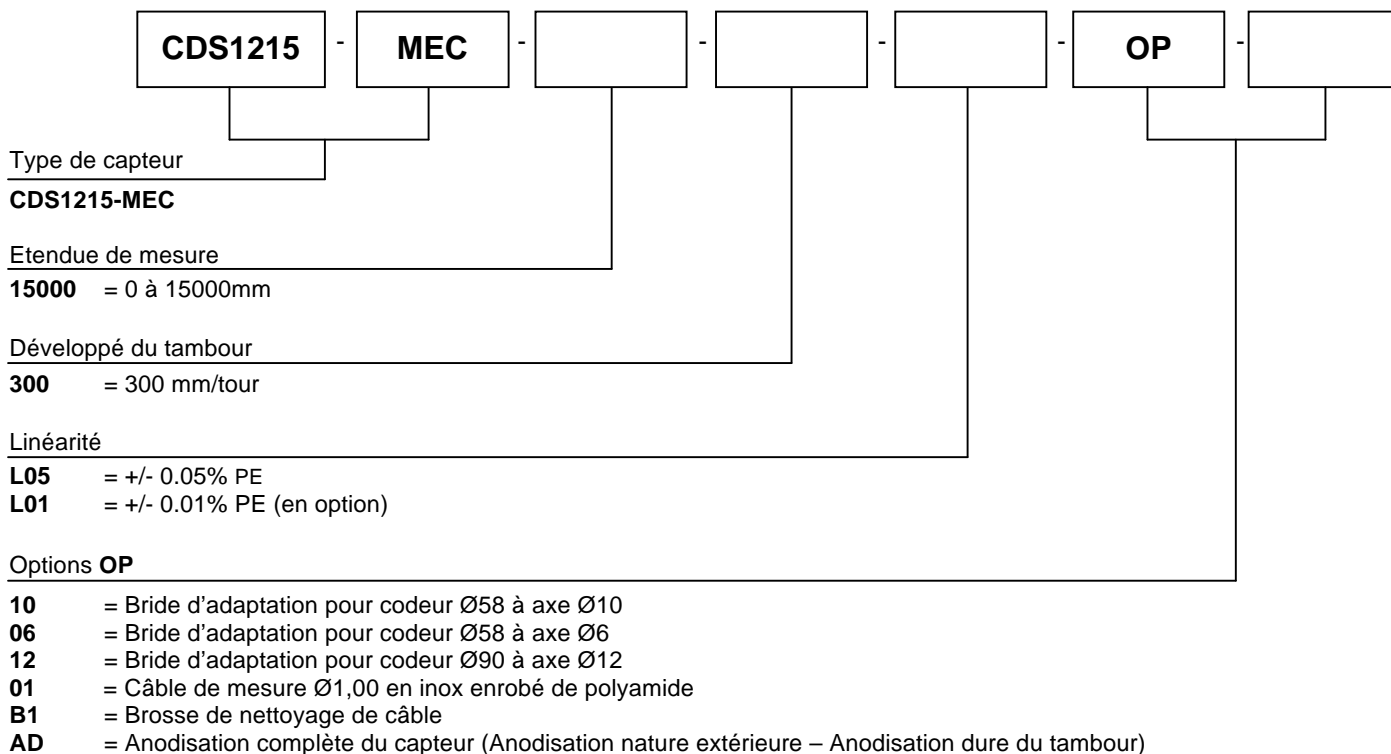 CDS1215 - MEC - - - - OP -
Type de capteur
CDS1215-MEC
Etendue de mesure
15000 = 0 à 15000mm
Développé du tambour
300 = 300 mm/tour
Linéarité
L05 = +/- 0.05% PE
L01 = +/- 0.01% PE (en option)
Options OP
10 = Bride d'adaptation pour codeur Ø58 à axe Ø10
06 = Bride d'adaptation pour codeur Ø58 à axe Ø6
12 = Bride d'adaptation pour codeur Ø90 à axe Ø12
01 = Câble de mesure Ø1,00 en inox enrobé de polyamide
B1 = Brosse de nettoyage de câble
AD = Anodisation complète du capteur (Anodisation nature extérieure – Anodisation dure du tambour)